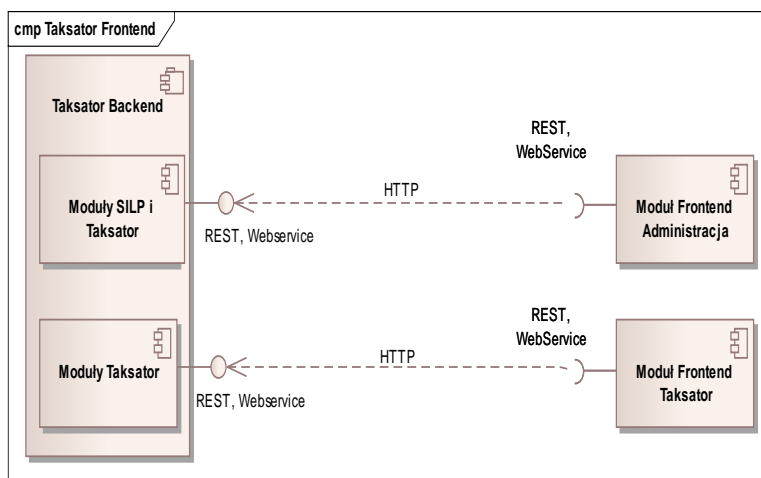 cmp Taksator Frontend
Taksator Backend
Moduły SILP i
Taksator
REST, Webservice
HTTP
REST,
WebService
Moduł Frontend
Administracja
Moduły Taksator
REST, Webservice
HTTP
REST,
WebService
Moduł Frontend
Taksator